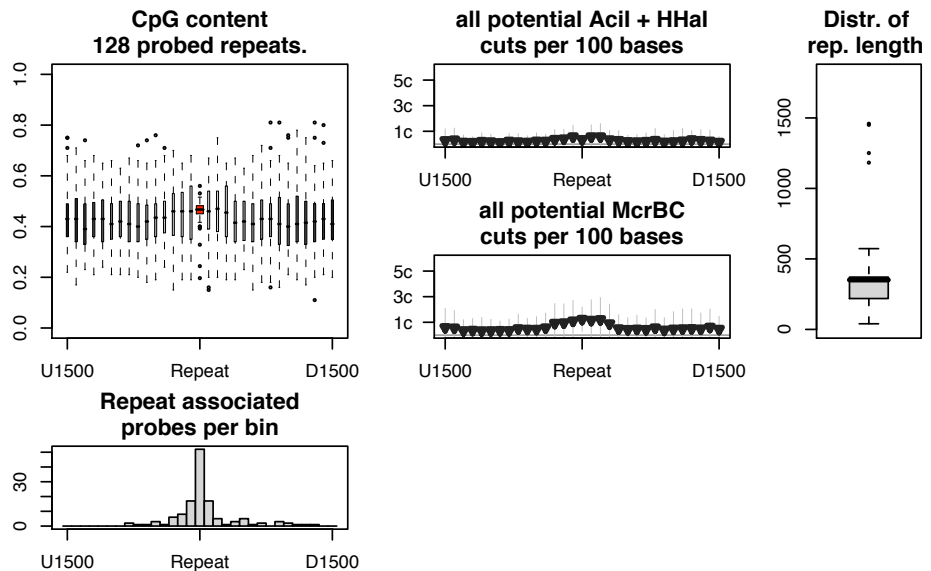 CpG content
128 probed repeats.
1.0
0.8
0.6
0.4
0.2
0.0
U1500
Repeat
D1500
all potential AciI + HHaI
cuts per 100 bases
5c
3c
1c
U1500
Repeat
D1500
all potential McrBC
cuts per 100 bases
5c
3c
1c
U1500
Repeat
D1500
Distr. of
rep. length
1500
1000
500
0
Repeat associated
probes per bin
30
0
U1500
Repeat
D1500